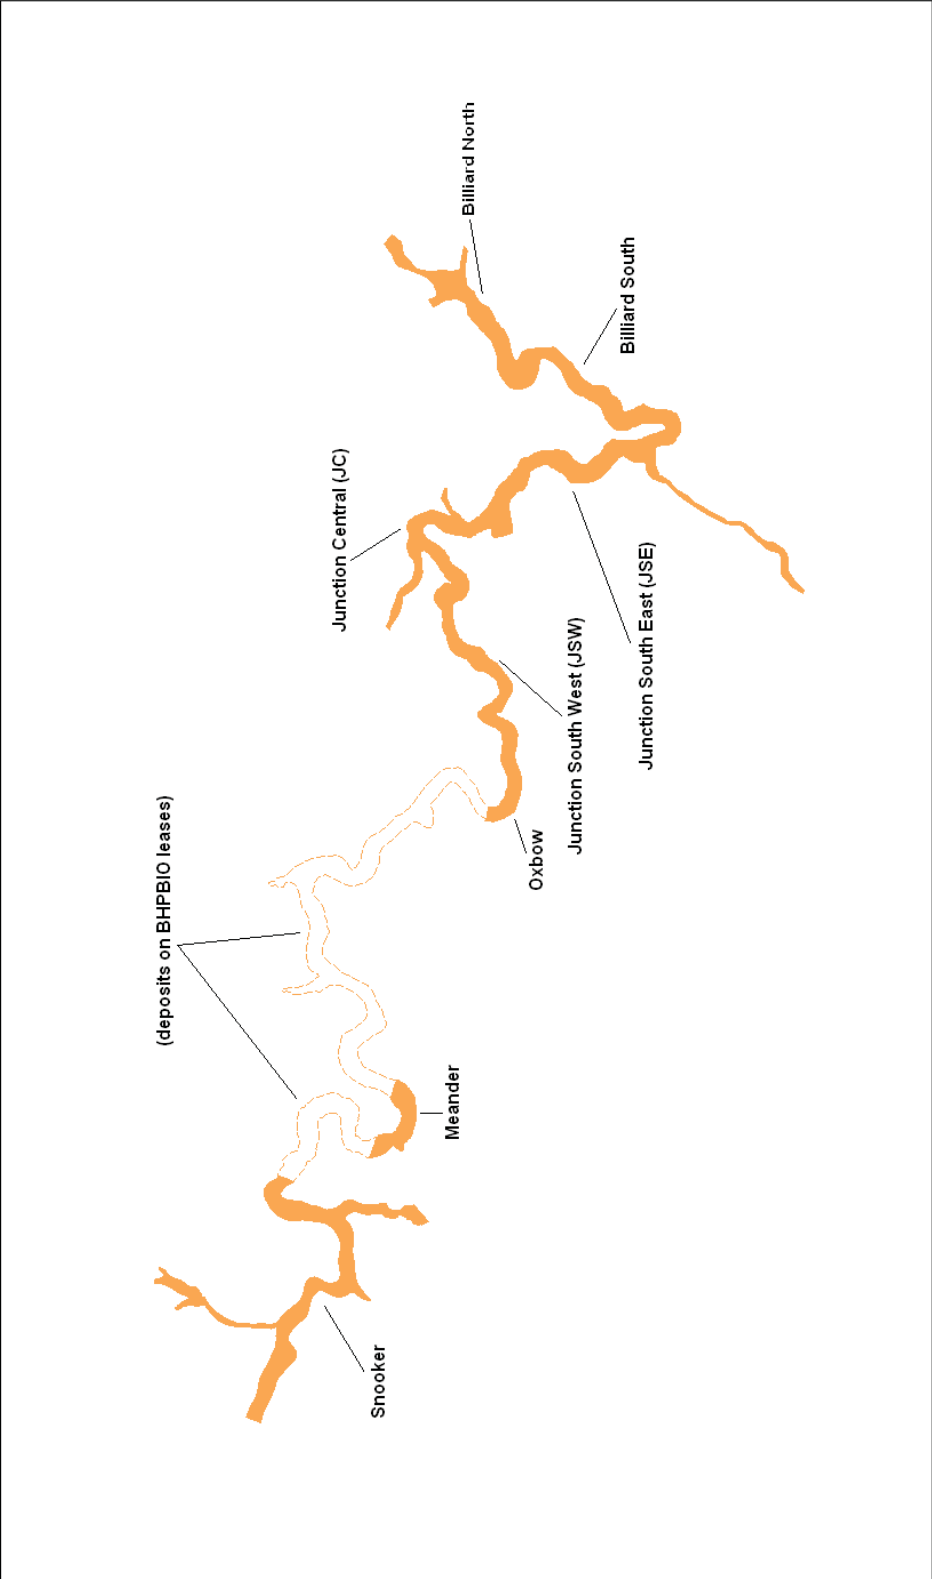 (deposits on BHPBIO leases)
Junction Central (JC)
Billiard North
Snooker
Meander
Oxbow
Junction South West (JSW)
Billiard South
Junction South East (JSE)